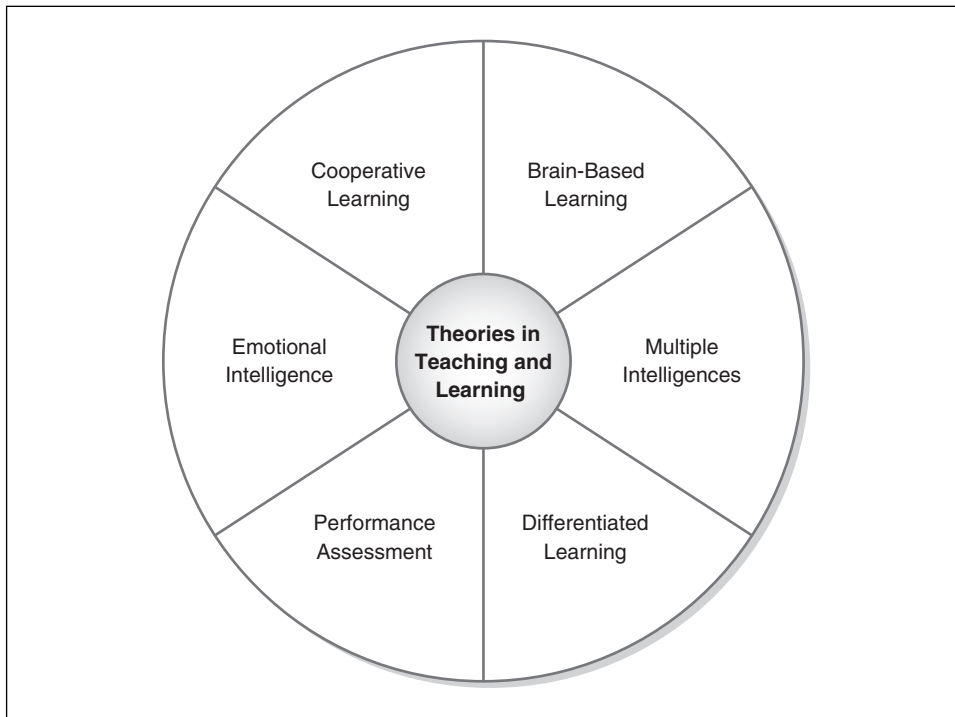 Cooperative
Learning
Brain-Based
Learning
Emotional
Intelligence
Theories in
Teaching and
Learning
Multiple
Intelligences
Performance
Assessment
Differentiated
Learning